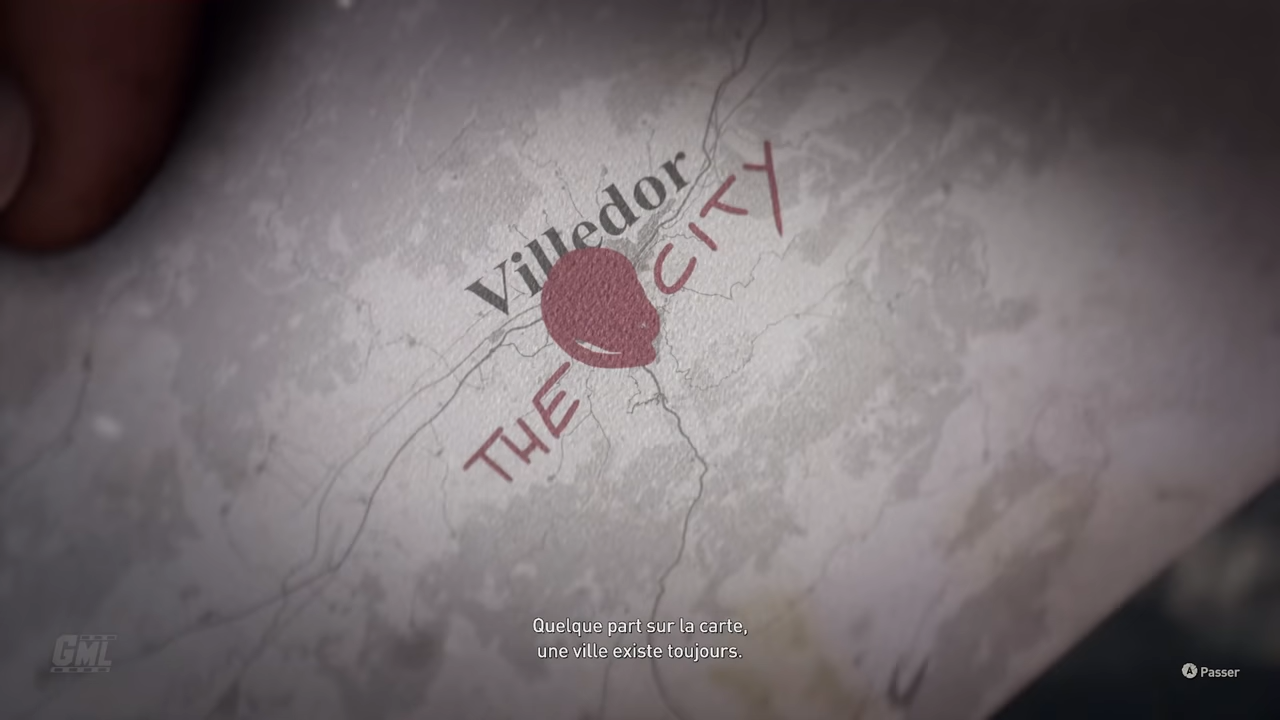 Villedor
THE CITY
Quelque part sur la carte,
une ville existe toujours.
GML
A Passer